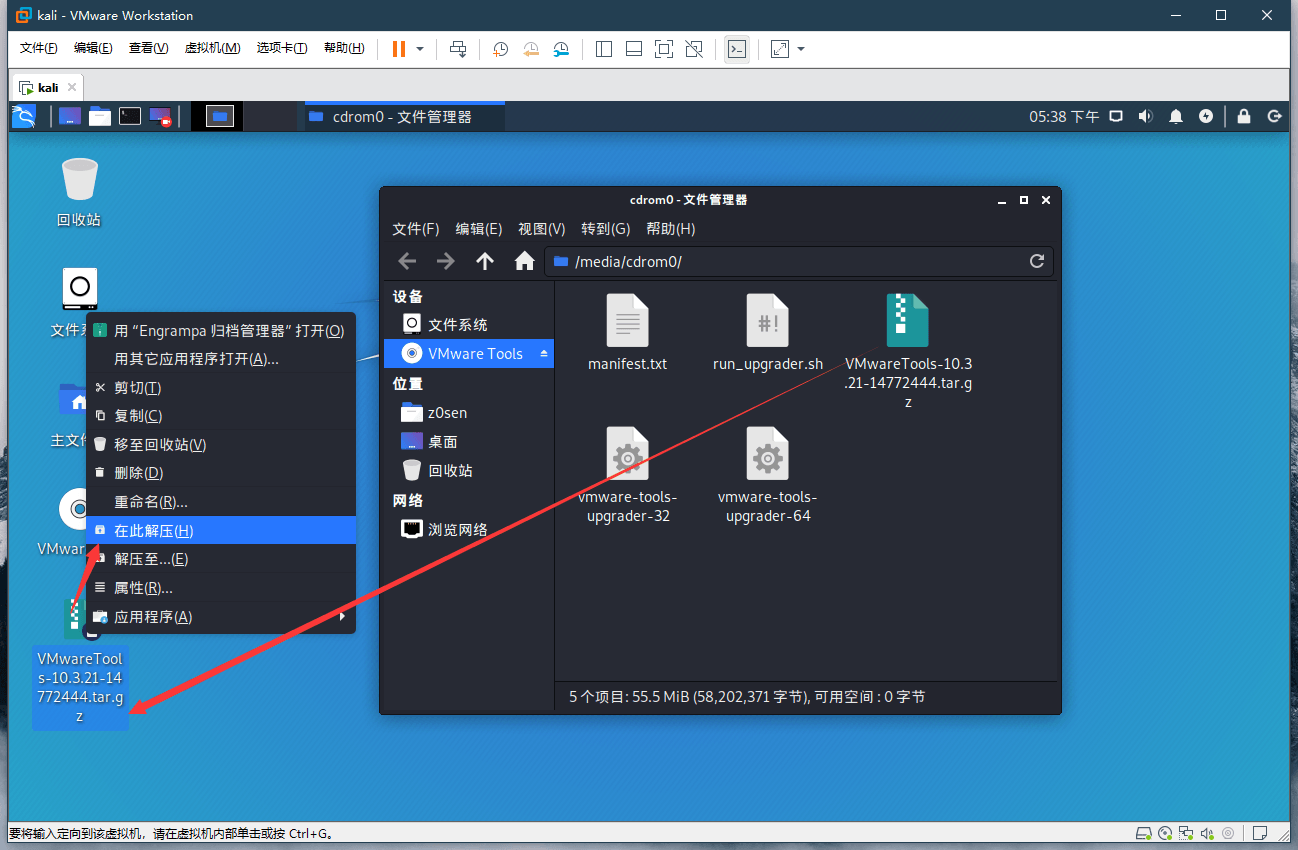 kali - VMware Workstation
文件(F) 编辑(E) 查看(V) 虚拟机(M) 选项卡(T) 帮助(H)
kali
cdrom0 - 文件管理器
05:38 下午
回收站
文件系
主文件
VMwar
VMwareTool
s-10.3.21-14
772444.tar.g
z
用 “Engrampa 归档管理器” 打开(O)
用其它应用程序打开(A)...
剪切(T)
复制(C)
移至回收站(V)
删除(D)
重命名(R)...
在此解压(H)
解压至...(E)
属性(R)...
应用程序(A)
cdrom0 - 文件管理器
文件(F) 编辑(E) 视图(V) 转到(G) 帮助(H)
/media/cdrom0/
设备
文件系统
VMware Tools
位置
z0sen
桌面
回收站
网络
浏览网络
manifest.txt
#!
run_upgrader.sh
VMwareTools-10.3
.21-14772444.tar.g
z
vmware-tools-
upgrader-32
vmware-tools-
upgrader-64
5 个项目: 55.5 MiB (58,202,371 字节), 可用空间 : 0 字节
要将输入定向到该虚拟机，请在虚拟机内部单击或按 Ctrl+G。